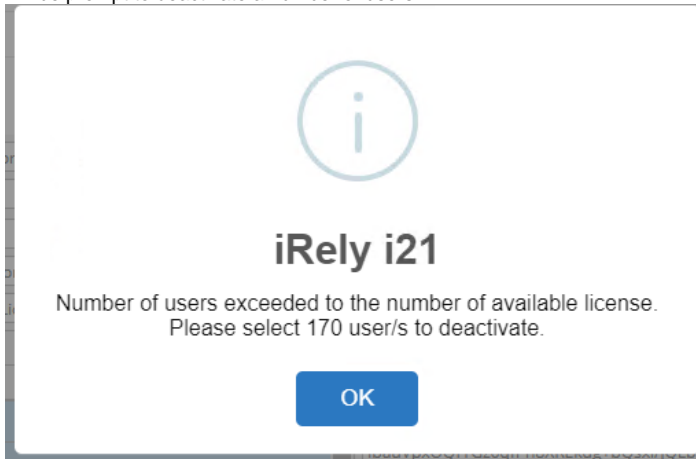 iRely i21
Number of users exceeded to the number of available license.
Please select 170 user/s to deactivate.
OK